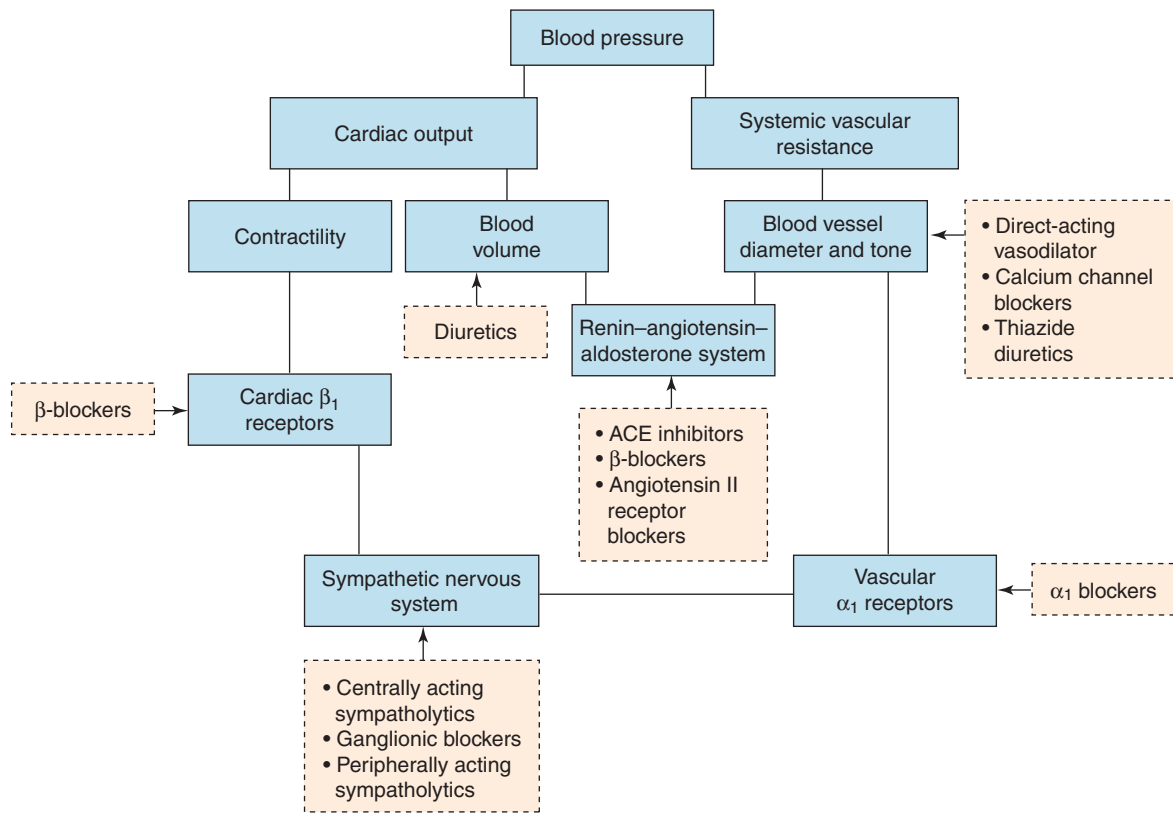 Blood pressure
Cardiac output
Systemic vascular
resistance
Contractility
Blood
volume
Blood vessel
diameter and tone
• Direct-acting
vasodilator
• Calcium channel
blockers
• Thiazide
diuretics
Diuretics
Renin–angiotensin–
aldosterone system
β-blockers
Cardiac β₁
receptors
• ACE inhibitors
• β-blockers
• Angiotensin II
receptor
blockers
Sympathetic nervous
system
Vascular
α₁ receptors
α₁ blockers
• Centrally acting
sympatholytics
• Ganglionic blockers
• Peripherally acting
sympatholytics